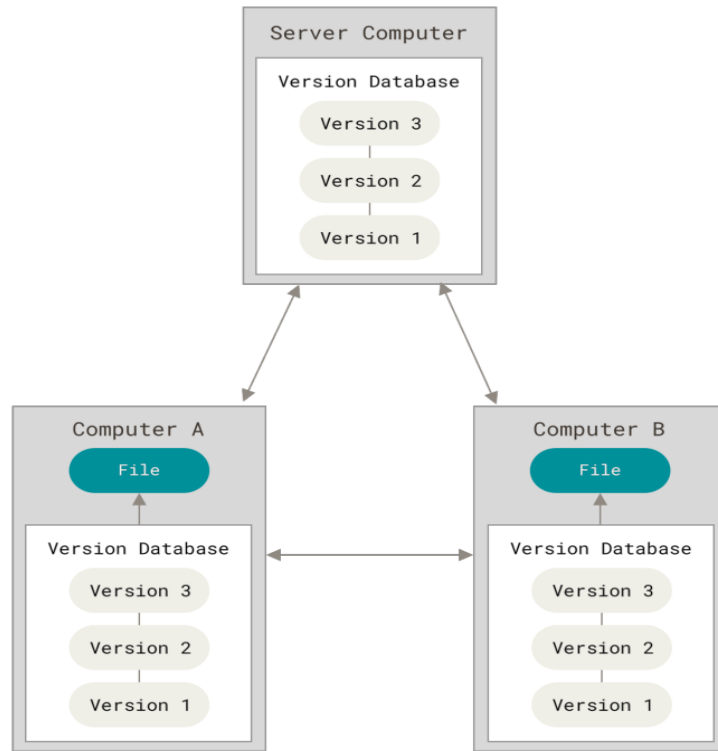 Server Computer
Version Database
Version 3
Version 2
Version 1
Computer A
File
Version Database
Version 3
Version 2
Version 1
Computer B
File
Version Database
Version 3
Version 2
Version 1